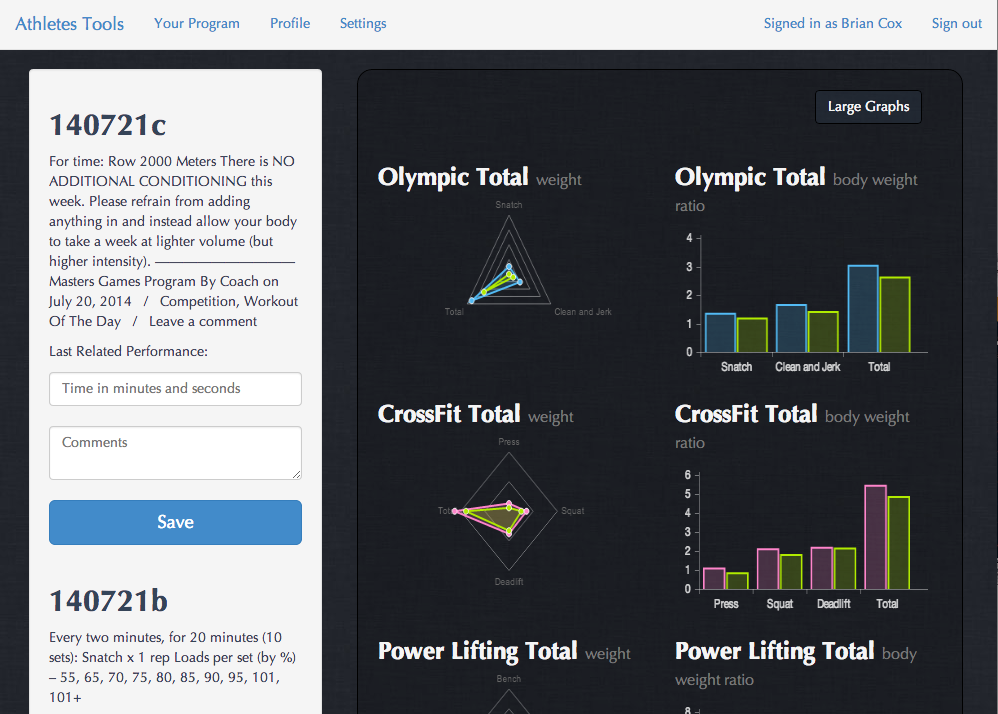 Athletes Tools Your Program Profile Settings Signed in as Brian Cox Sign out
140721c
For time: Row 2000 Meters There is NO
ADDITIONAL CONDITIONING this
week. Please refrain from adding
anything in and instead allow your body
to take a week at lighter volume (but
higher intensity). ——————————
Masters Games Program By Coach on
July 20, 2014 / Competition, Workout
Of The Day / Leave a comment
Last Related Performance:
Time in minutes and seconds
Comments
Save
140721b
Every two minutes, for 20 minutes (10
sets): Snatch x 1 rep Loads per set (by %)
– 55, 65, 70, 75, 80, 85, 90, 95, 101,
101+
Large Graphs
Olympic Total weight
Snatch
Total
Clean and Jerk
Olympic Total body weight
ratio
4
3
2
1
0
Snatch Clean and Jerk Total
CrossFit Total weight
Press
Total
Squat
Deadlift
CrossFit Total body weight
ratio
6
5
4
3
2
1
0
Press Squat Deadlift Total
Power Lifting Total weight
Bench
Power Lifting Total body
weight ratio
8